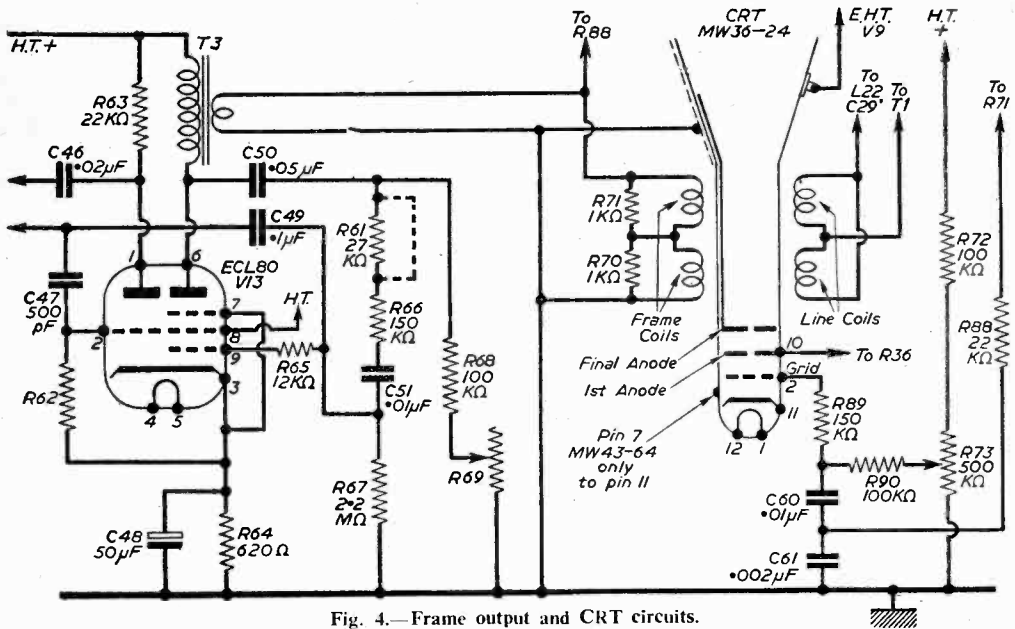 To
R88
CRT
MW36-24
E.H.T.
V9
H.T.
+
To
L22
C29'
To
T1
To
R71
H.T.+
T3
R63
22KΩ
C46
·02µF
C50
·05µF
C49
·1µF
R61
27
KΩ
R71
1KΩ
R70
1KΩ
R72
100
KΩ
1
6
ECL80
V13
C47
500
pF
H.T.
7
8
9
2
3
R66
150
KΩ
R65
12KΩ
Frame
Coils
Line Coils
R88
22
KΩ
Final Anode
10
To R36
1st Anode
Grid
2
R62
4
5
C51
·01µF
R68
100
KΩ
11
12
1
R89
150
KΩ
Pin 7
MW43-64
only
to pin 11
R73
500
KΩ
R90
100KΩ
R67
2·2
MΩ
R69
C48
50µF
R64
620Ω
C60
·01µF
C61
·002µF
Fig. 4.—Frame output and CRT circuits.